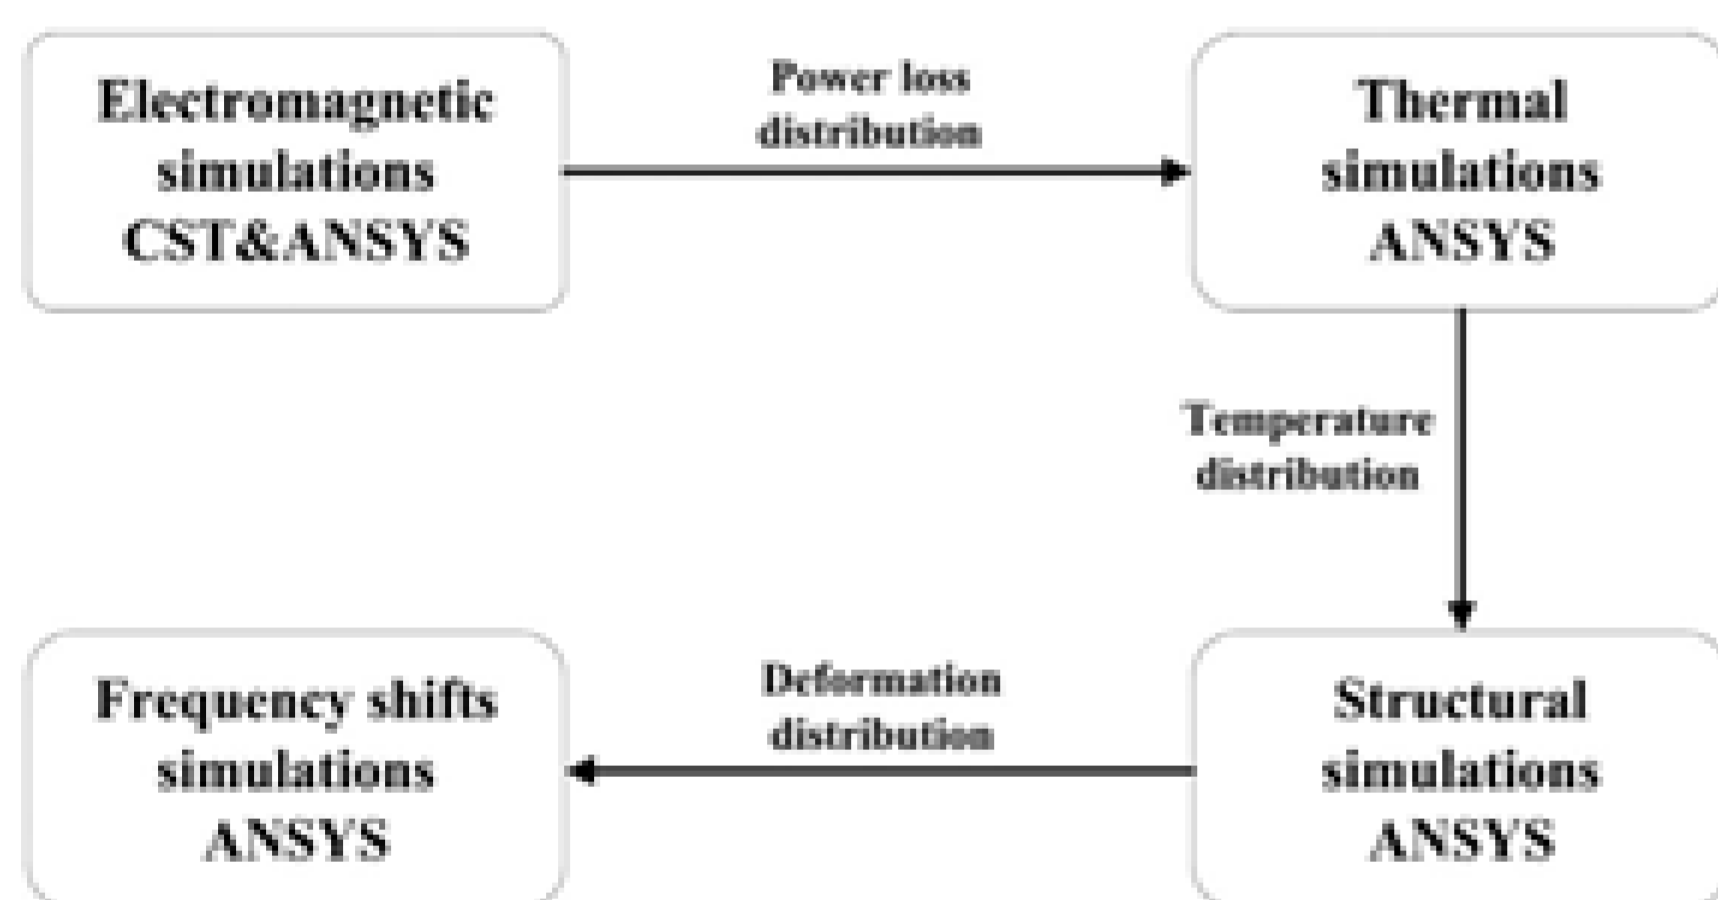 Electromagnetic
simulations
CST&ANSYS
Power loss
distribution
Thermal
simulations
ANSYS
Temperature
distribution
Structural
simulations
ANSYS
Deformation
distribution
Frequency shifts
simulations
ANSYS